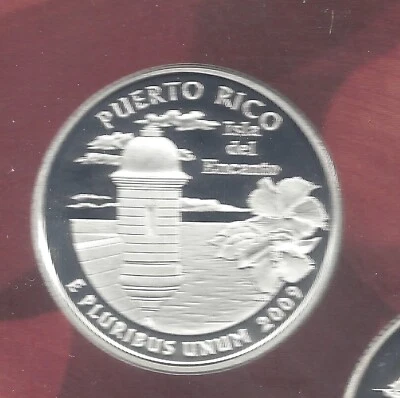 PUERTO RICO
Isla
del
Encanto
E PLURIBUS UNUM 2009